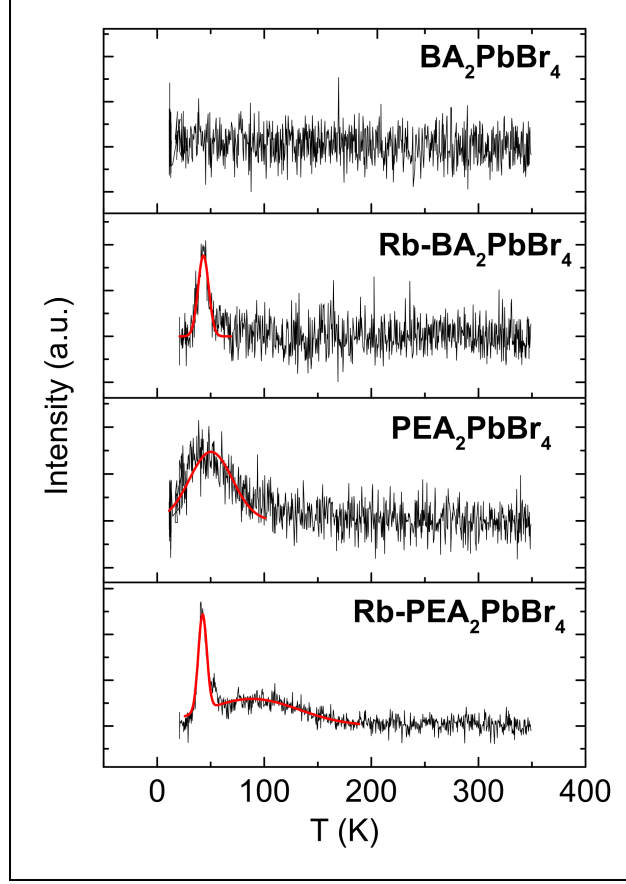 BA₂PbBr₄
Rb-BA₂PbBr₄
PEA₂PbBr₄
Rb-PEA₂PbBr₄
Intensity (a.u.)
0 100 200 300 400
T (K)